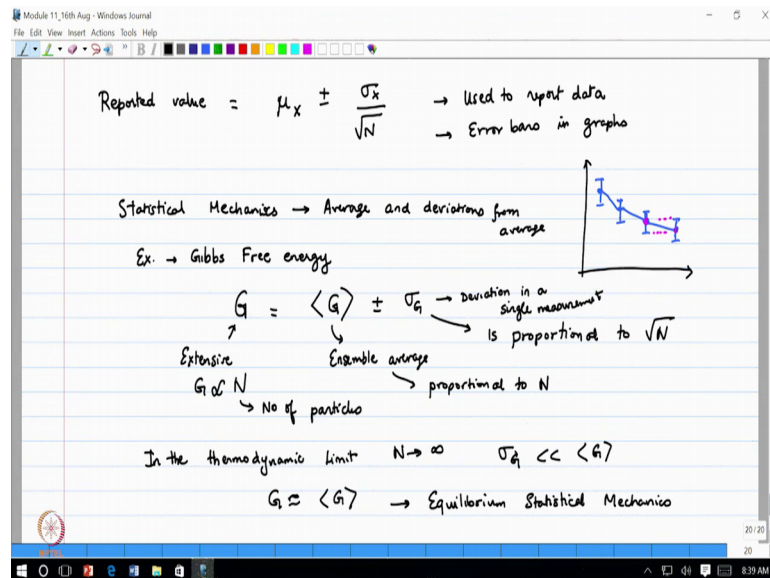 Module 11_16th Aug - Windows Journal
File Edit View Insert Actions Tools Help
B I
Reported value = μx ± σx/√N → Used to report data
→ Error bars in graphs
Statistical Mechanics → Average and deviations from average
Ex. → Gibbs Free energy
G = ⟨G⟩ ± σG → Deviation in a single measurement
→ Is proportional to √N
Extensive
Ensemble average
G ∝ N
→ proportional to N
→ No of particles
In the thermodynamic limit N → ∞ σG << ⟨G⟩
G ≈ ⟨G⟩ → Equilibrium Statistical Mechanics
20/20
20
NPTEL
8:39 AM